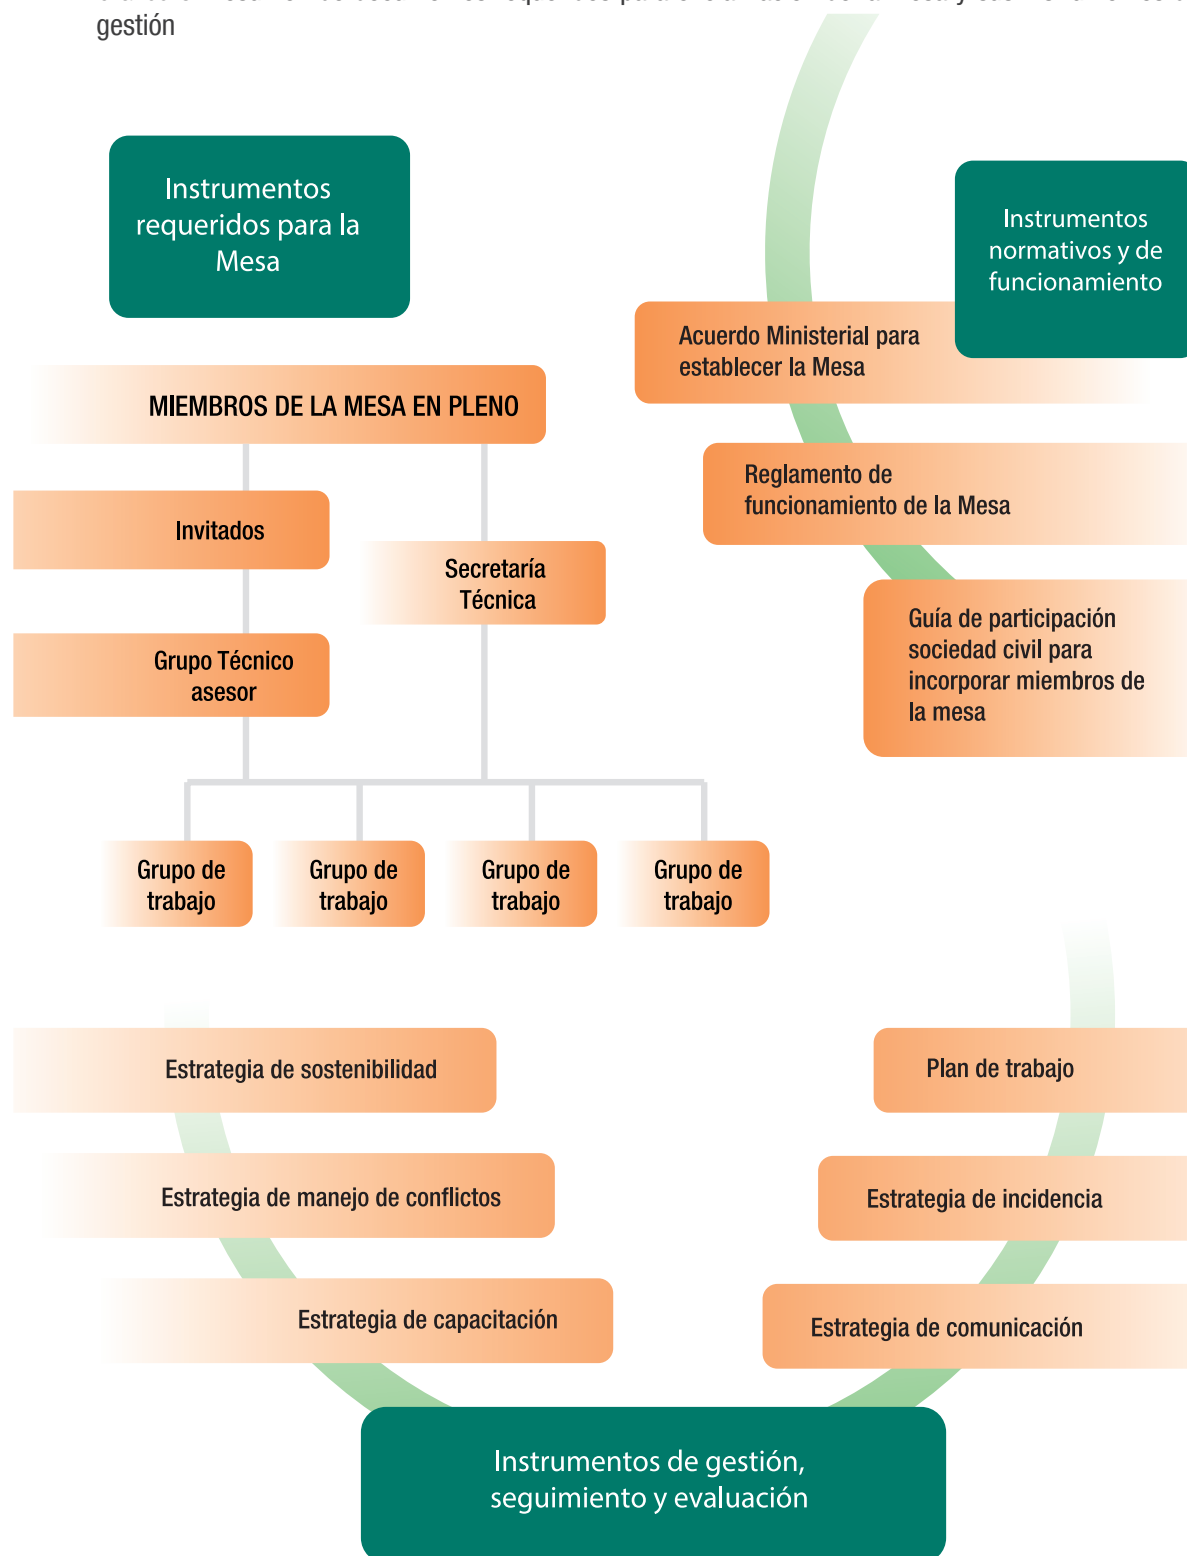 gestión
Instrumentos
requeridos para la
Mesa
Instrumentos
normativos y de
funcionamiento
Acuerdo Ministerial para
establecer la Mesa
MIEMBROS DE LA MESA EN PLENO
Reglamento de
funcionamiento de la Mesa
Invitados
Secretaría
Técnica
Guía de participación
sociedad civil para
incorporar miembros de
la mesa
Grupo Técnico
asesor
Grupo de
trabajo
Grupo de
trabajo
Grupo de
trabajo
Grupo de
trabajo
Estrategia de sostenibilidad
Estrategia de manejo de conflictos
Estrategia de capacitación
Plan de trabajo
Estrategia de incidencia
Estrategia de comunicación
Instrumentos de gestión,
seguimiento y evaluación